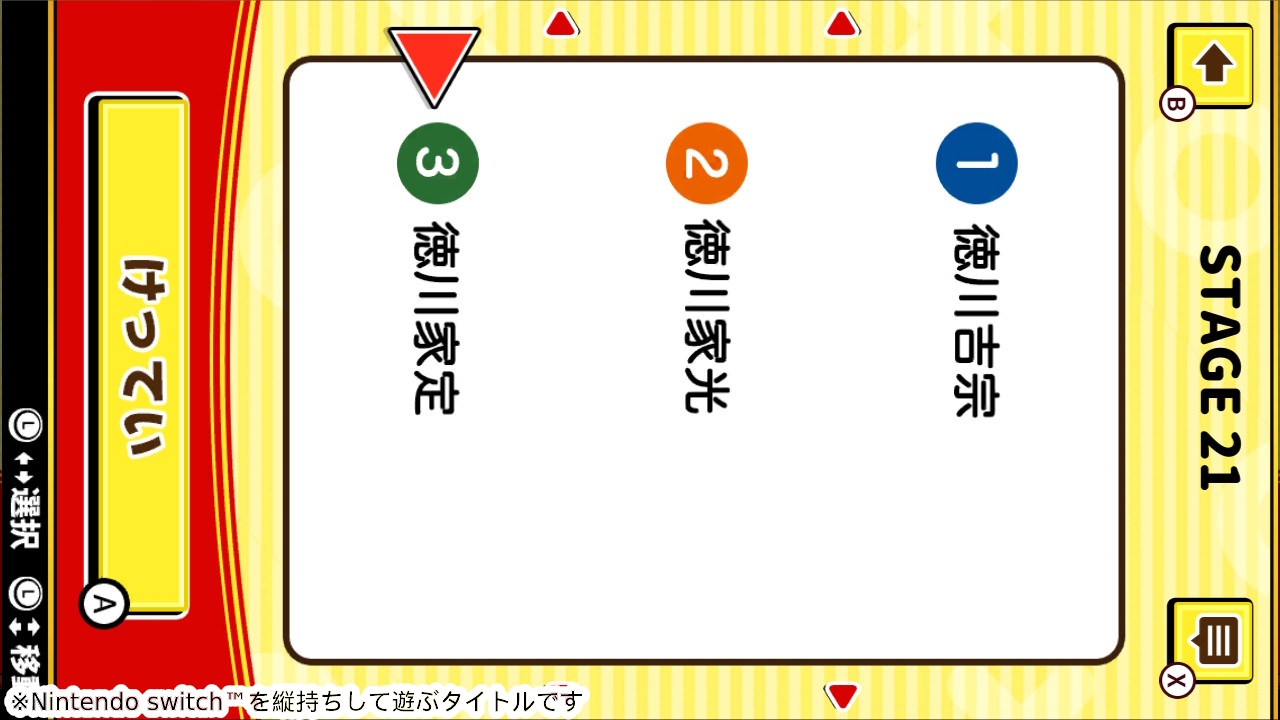 STAGE 21
B
X
1 徳川吉宗
2 徳川家光
3 徳川家定
けってい
A
L 選択 L
※Nintendo switch™を縦持ちして遊ぶタイトルです